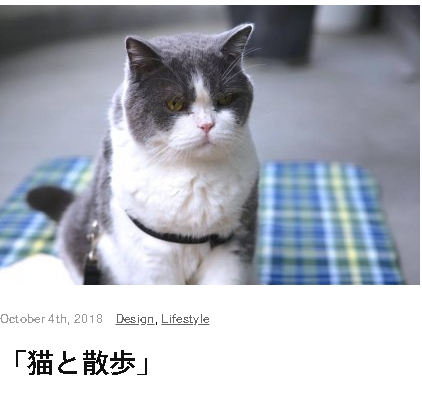 October 4th, 2018 Design, Lifestyle
「猫と散歩」